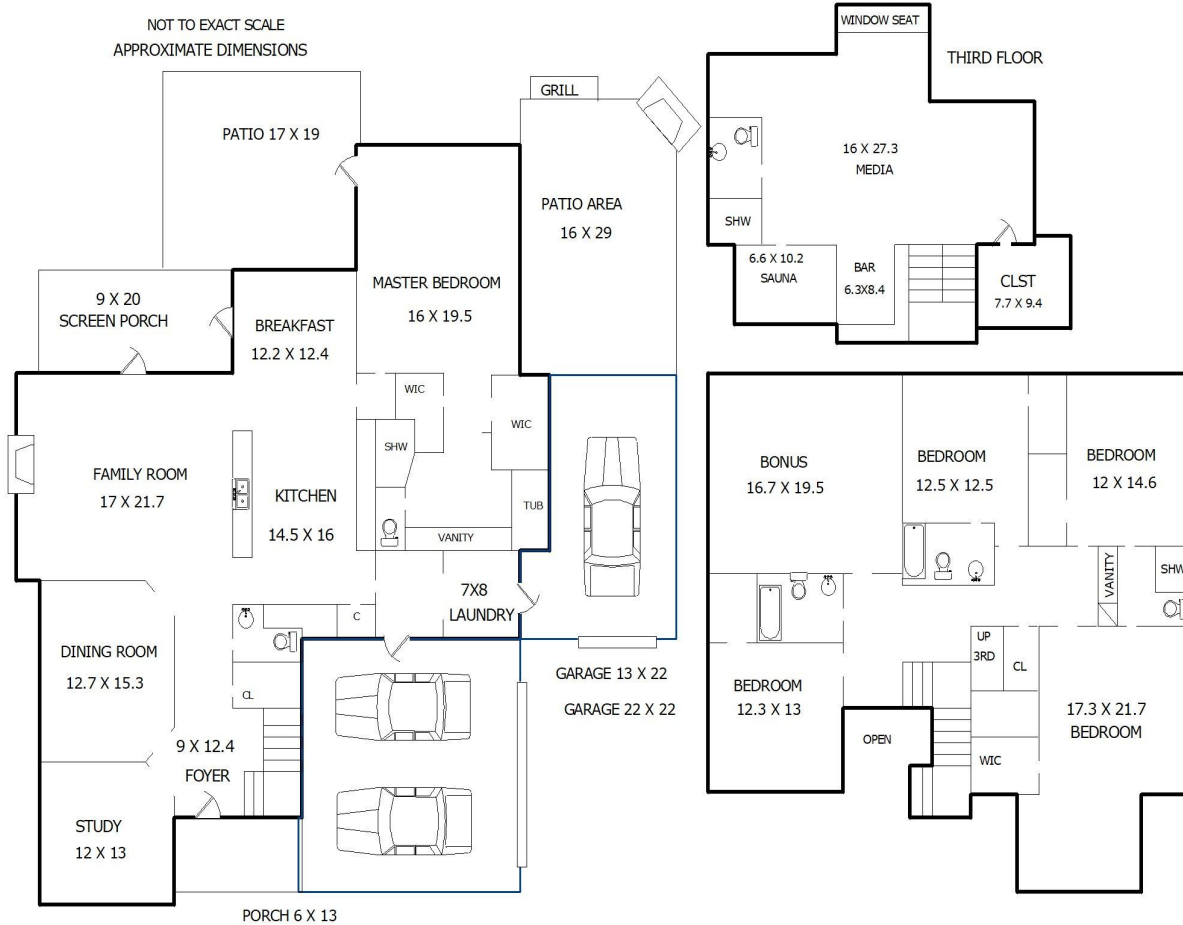 NOT TO EXACT SCALE
APPROXIMATE DIMENSIONS
PATIO 17 X 19
GRILL
PATIO AREA
16 X 29
MASTER BEDROOM
16 X 19.5
9 X 20
SCREEN PORCH
BREAKFAST
12.2 X 12.4
WIC
WIC
SHW
TUB
VANITY
FAMILY ROOM
17 X 21.7
KITCHEN
14.5 X 16
7X8
LAUNDRY
C
DINING ROOM
12.7 X 15.3
CL
9 X 12.4
FOYER
STUDY
12 X 13
PORCH 6 X 13
GARAGE 13 X 22
GARAGE 22 X 22
WINDOW SEAT
THIRD FLOOR
16 X 27.3
MEDIA
SHW
6.6 X 10.2
SAUNA
BAR
6.3X8.4
CLST
7.7 X 9.4
BONUS
16.7 X 19.5
BEDROOM
12.5 X 12.5
BEDROOM
12 X 14.6
VANITY
SHW
UP
3RD
CL
BEDROOM
12.3 X 13
OPEN
WIC
17.3 X 21.7
BEDROOM